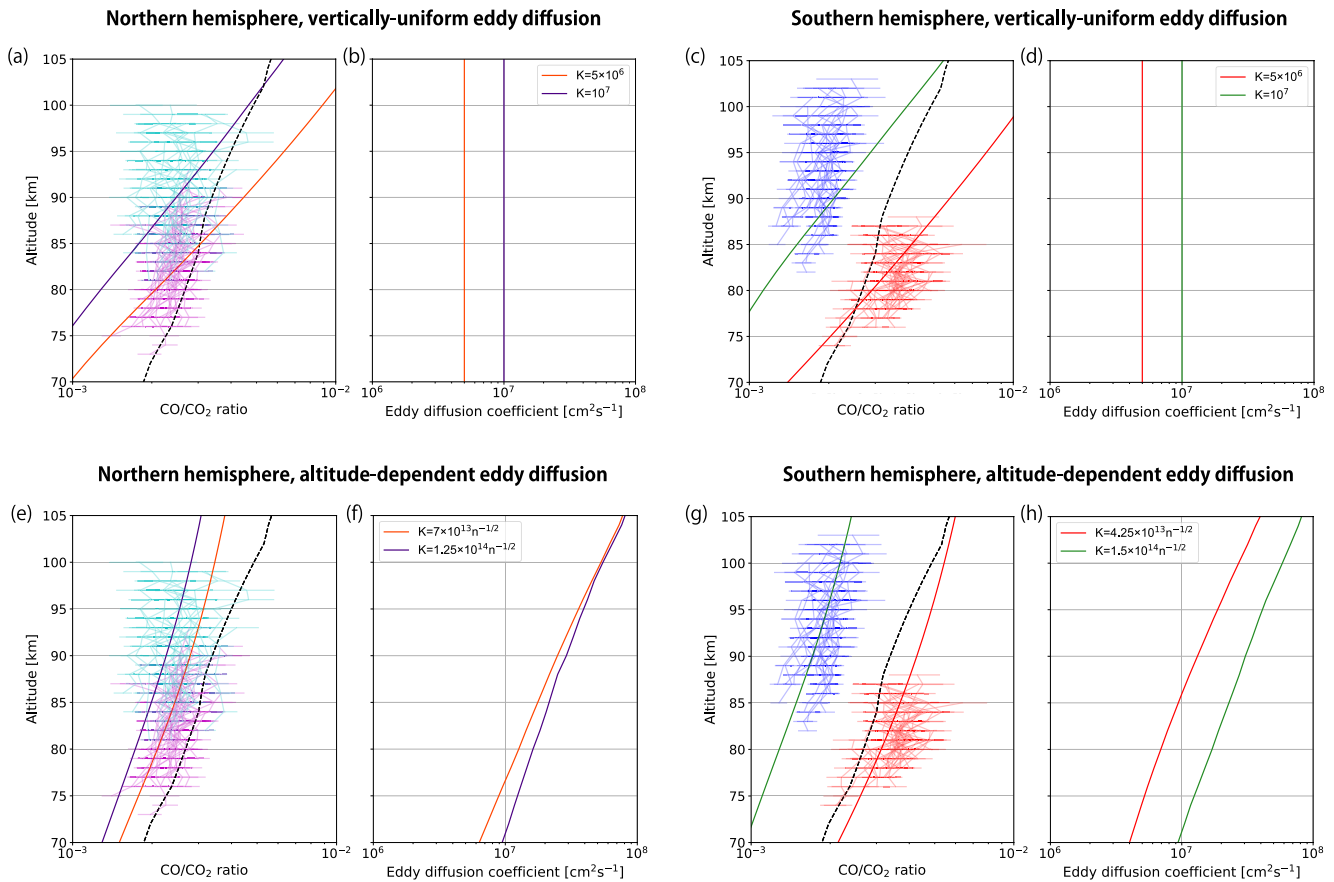 Northern hemisphere, vertically-uniform eddy diffusion
Southern hemisphere, vertically-uniform eddy diffusion
(a)
105
100
95
90
85
80
75
70
Altitude [km]
10⁻³
10⁻²
CO/CO₂ ratio
(b)
K=5×10⁶
K=10⁷
10⁶
10⁷
10⁸
Eddy diffusion coefficient [cm²s⁻¹]
(c)
105
100
95
90
85
80
75
70
Altitude [km]
10⁻³
10⁻²
CO/CO₂ ratio
(d)
K=5×10⁶
K=10⁷
10⁶
10⁷
10⁸
Eddy diffusion coefficient [cm²s⁻¹]
Northern hemisphere, altitude-dependent eddy diffusion
Southern hemisphere, altitude-dependent eddy diffusion
(e)
105
100
95
90
85
80
75
70
Altitude [km]
10⁻³
10⁻²
CO/CO₂ ratio
(f)
K=7×10¹³n⁻¹ᐟ²
K=1.25×10¹⁴n⁻¹ᐟ²
10⁶
10⁷
10⁸
Eddy diffusion coefficient [cm²s⁻¹]
(g)
105
100
95
90
85
80
75
70
Altitude [km]
10⁻³
10⁻²
CO/CO₂ ratio
(h)
K=4.25×10¹³n⁻¹ᐟ²
K=1.5×10¹⁴n⁻¹ᐟ²
10⁶
10⁷
10⁸
Eddy diffusion coefficient [cm²s⁻¹]